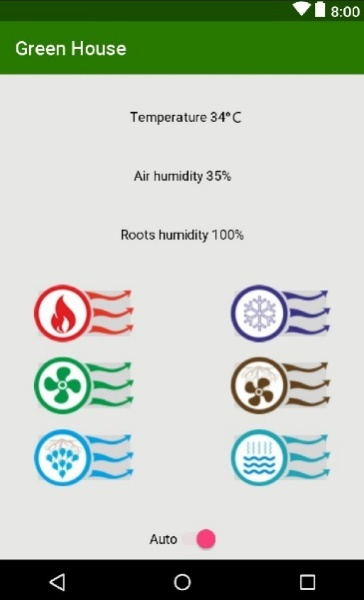 8:00
Green House
Temperature 34°C
Air humidity 35%
Roots humidity 100%
Auto